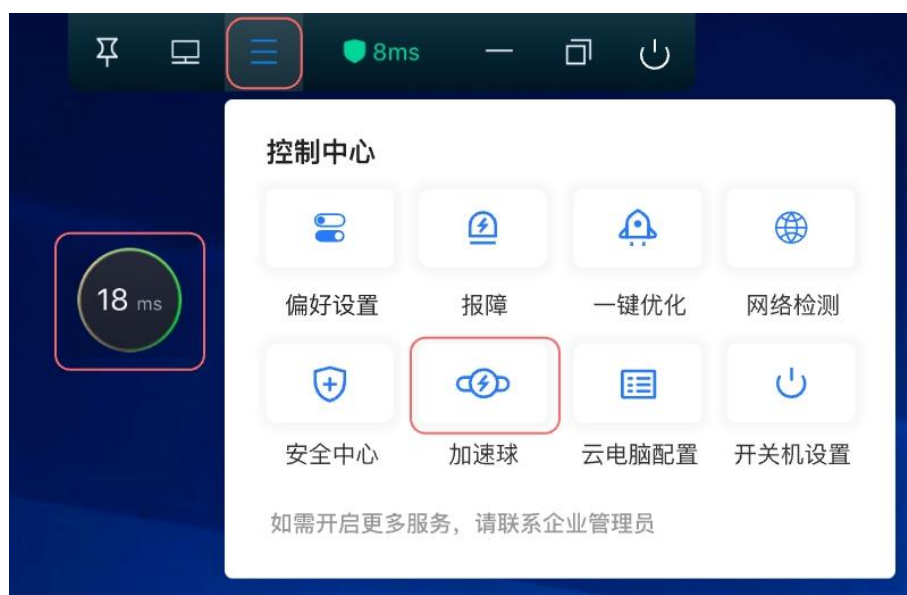 8ms
控制中心
偏好设置 报障 一键优化 网络检测
18 ms
安全中心 加速球 云电脑配置 开关机设置
如需开启更多服务，请联系企业管理员